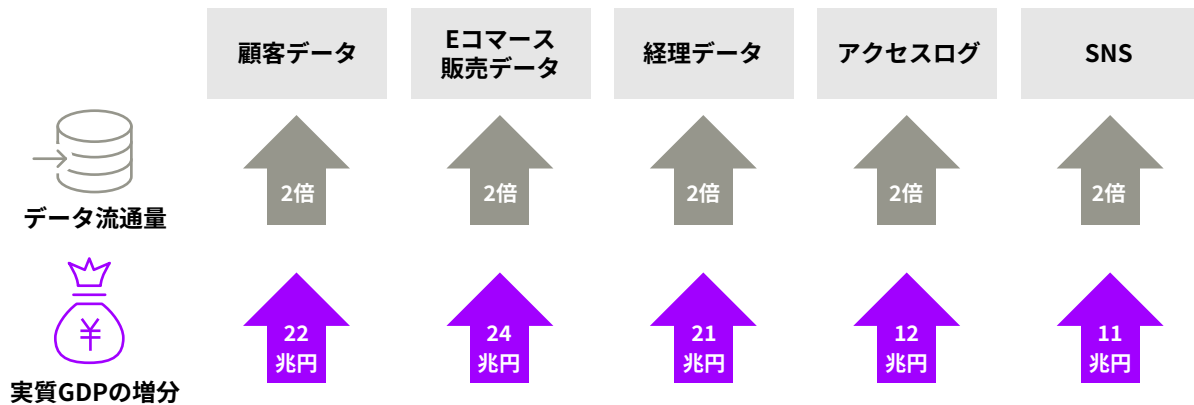 顧客データ
Eコマース
販売データ
経理データ
アクセスログ
SNS
データ流通量
2倍
2倍
2倍
2倍
2倍
¥
実質GDPの増分
22
兆円
24
兆円
21
兆円
12
兆円
11
兆円